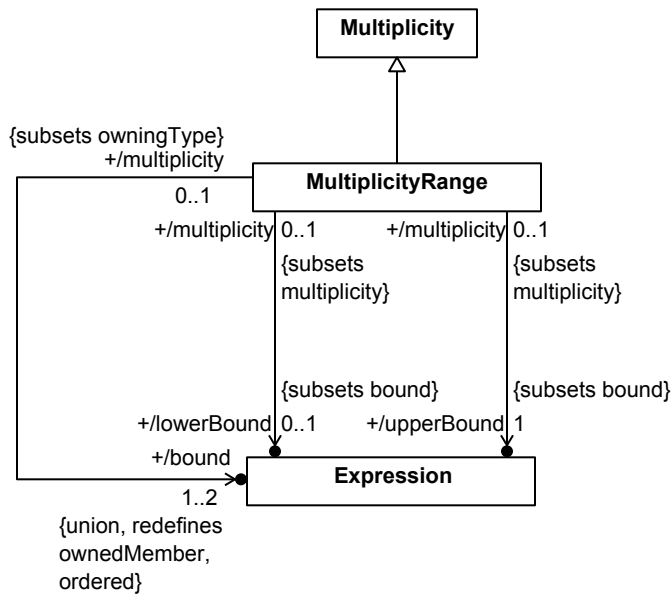 Multiplicity
{subsets owningType}
+/multiplicity
0..1
MultiplicityRange
+/multiplicity 0..1
{subsets
multiplicity}
+/multiplicity 0..1
{subsets
multiplicity}
{subsets bound}
+/lowerBound 0..1
{subsets bound}
+/upperBound 1
+/bound
1..2
{union, redefines
ownedMember,
ordered}
Expression